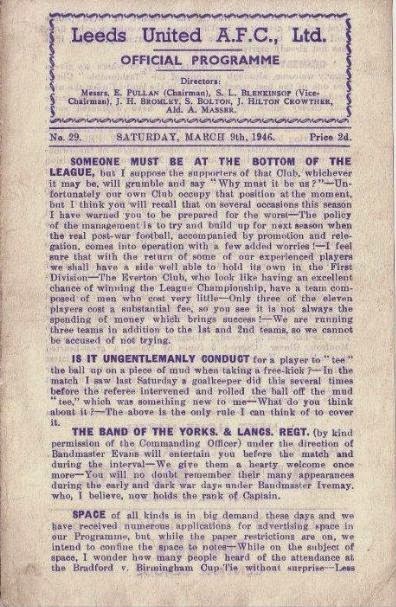 Leeds United A.F.C., Ltd.
OFFICIAL PROGRAMME
Directors:
Messrs. E. PULLAN (Chairman), S. L. BLENKINSOP (Vice-
Chairman), J. H. BROMLEY, S. BOLTON, J. HILTON CROWTHER,
Ald. A. MASSER.
No. 29. SATURDAY, MARCH 9th, 1946. Price 2d.
SOMEONE MUST BE AT THE BOTTOM OF THE
LEAGUE, but I suppose the supporters of that Club, whichever
it may be, will grumble and say "Why must it be us?"—Un-
fortunately our own Club occupy that position at the moment,
but I think you will recall that on several occasions this season
I have warned you to be prepared for the worst—The policy
of the management is to try and build up for next season when
the real post-war football, accompanied by promotion and rele-
gation, comes into operation with a few added worries!—I feel
sure that with the return of some of our experienced players
we shall have a side well able to hold its own in the First
Division—The Everton Club, who look like having an excellent
chance of winning the League Championship, have a team com-
posed of men who cost very little—Only three of the eleven
players cost a substantial fee, so you see it is not always the
spending of money which brings success!—We are running
three teams in addition to the 1st and 2nd teams, so we cannot
be accused of not trying.
IS IT UNGENTLEMANLY CONDUCT for a player to "tee"
the ball up on a piece of mud when taking a free-kick?—In the
match I saw last Saturday a goalkeeper did this several times
before the referee intervened and rolled the ball off the mud
"tee," which was something new to me—What do you think
about it?—The above is the only rule I can think of to cover
it.
THE BAND OF THE YORKS. & LANCS. REGT. (by kind
permission of the Commanding Officer) under the direction of
Bandmaster Evans will entertain you before the match and
during the interval—We give them a hearty welcome once
more—You will no doubt remember their many appearances
during the early and dark war days under Bandmaster Ivemay,
who, I believe, now holds the rank of Captain.
SPACE of all kinds is in big demand these days and we
have received numerous applications for advertising space in
our Programme, but while the paper restrictions are on, we
intend to confine the space to notes—While on the subject of
space, I wonder how many people heard of the attendance at
the Bradford v. Birmingham Cup-Tie without surprise—Less